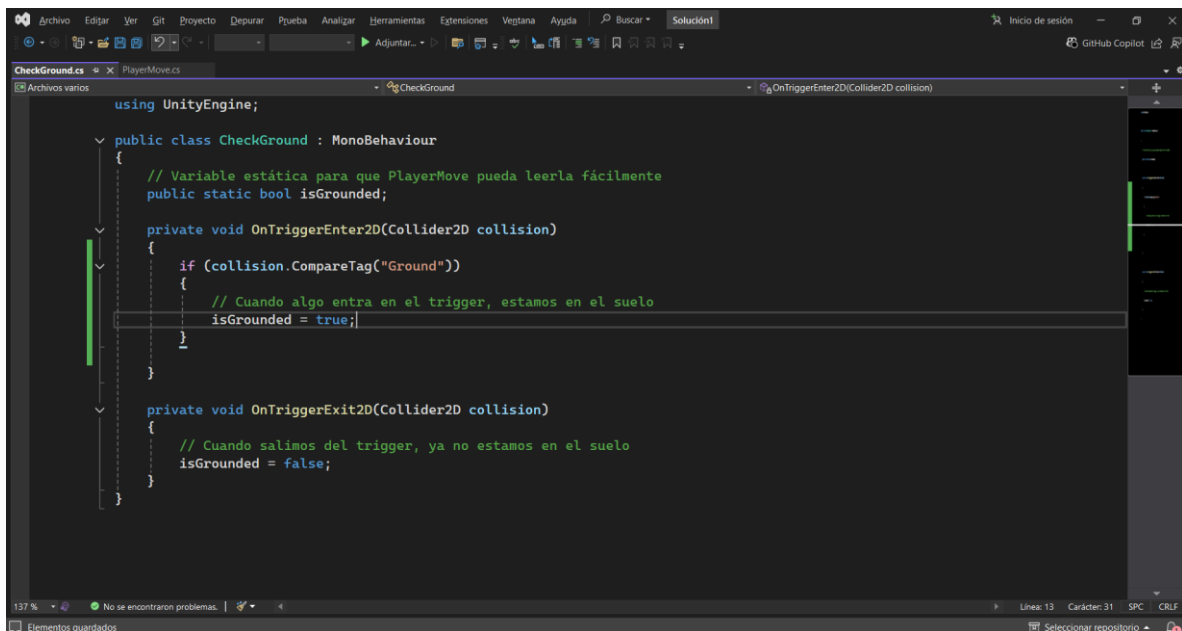 Archivo Editar Ver Git Proyecto Depurar Prueba Analizar Herramientas Extensiones Ventana Ayuda Buscar Solución1 Inicio de sesión
Adjuntar... GitHub Copilot
CheckGround.cs PlayerMove.cs
Archivos varios CheckGround OnTriggerEnter2D(Collider2D collision)
using UnityEngine;
public class CheckGround : MonoBehaviour
{
// Variable estática para que PlayerMove pueda leerla fácilmente
public static bool isGrounded;
private void OnTriggerEnter2D(Collider2D collision)
{
if (collision.CompareTag("Ground"))
{
// Cuando algo entra en el trigger, estamos en el suelo
isGrounded = true;
}
}
private void OnTriggerExit2D(Collider2D collision)
{
// Cuando salimos del trigger, ya no estamos en el suelo
isGrounded = false;
}
}
137 % No se encontraron problemas. Línea: 13 Carácter: 31 SPC CRLF
Elementos guardados Seleccionar repositorio